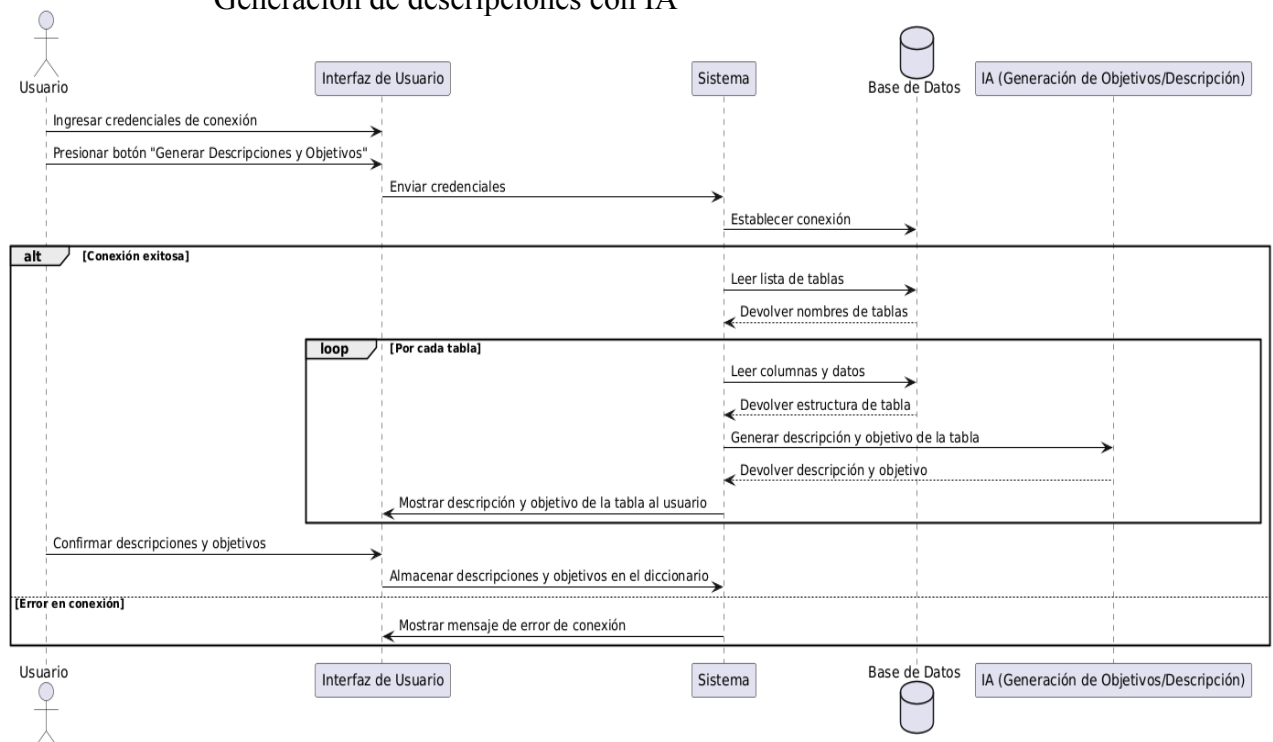 Generación de descripciones con IA
Usuario
Interfaz de Usuario
Sistema
Base de Datos
IA (Generación de Objetivos/Descripción)
Ingresar credenciales de conexión
Presionar botón "Generar Descripciones y Objetivos"
Enviar credenciales
Establecer conexión
alt [Conexión exitosa]
Leer lista de tablas
Devolver nombres de tablas
loop [Por cada tabla]
Leer columnas y datos
Devolver estructura de tabla
Generar descripción y objetivo de la tabla
Devolver descripción y objetivo
Mostrar descripción y objetivo de la tabla al usuario
Confirmar descripciones y objetivos
Almacenar descripciones y objetivos en el diccionario
[Error en conexión]
Mostrar mensaje de error de conexión
Usuario
Interfaz de Usuario
Sistema
Base de Datos
IA (Generación de Objetivos/Descripción)